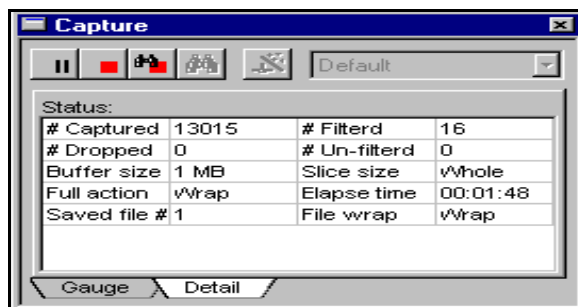 Capture
Default
Status:
# Captured 13015 # Filterd 16
# Dropped 0 # Un-filterd 0
Buffer size 1 MB Slice size Whole
Full action Wrap Elapse time 00:01:48
Saved file # 1 File wrap Wrap
Gauge Detail